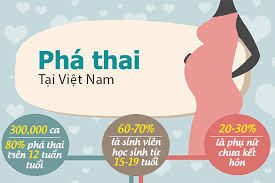 Phá thai
Tại Việt Nam
300,000 ca
80% phá thai
trên 12 tuần
tuổi
60-70%
là sinh viên
học sinh từ
15-19 tuổi
20-30%
là phụ nữ
chưa kết
hôn